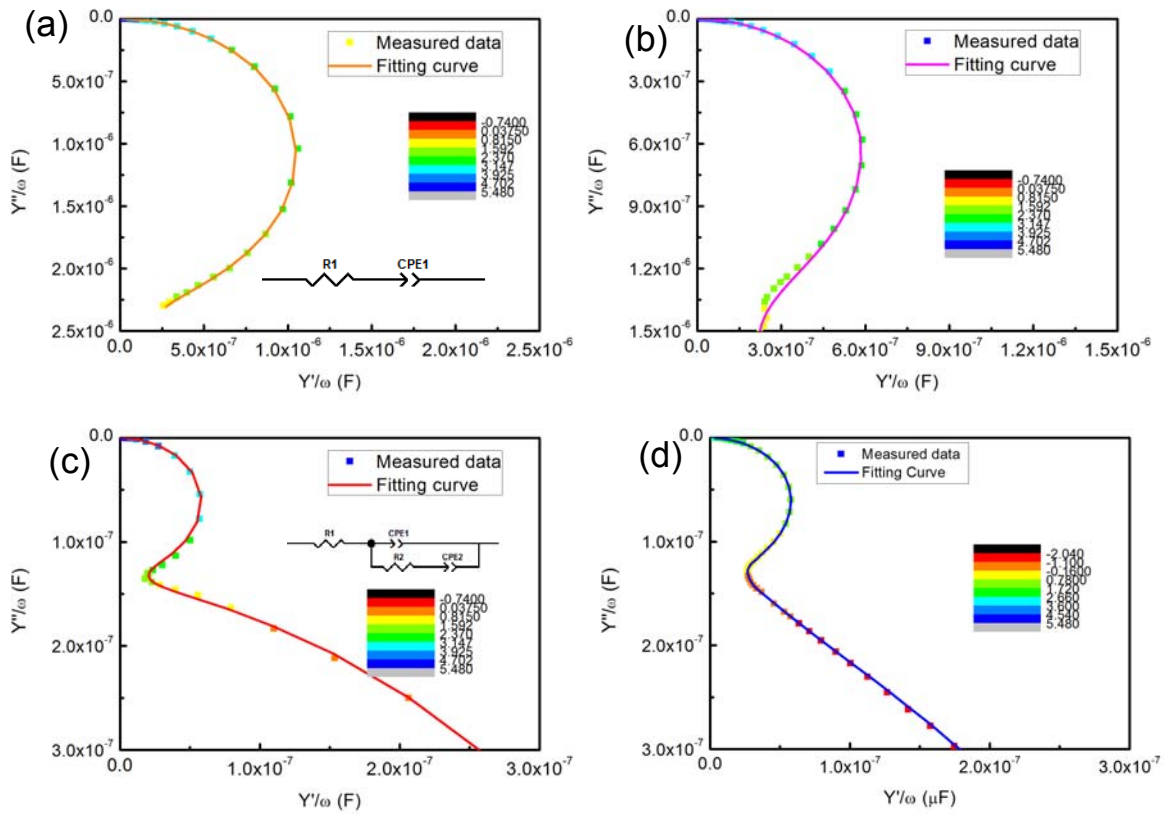 (a)
0.0
5.0x10⁻⁷
1.0x10⁻⁶
1.5x10⁻⁶
2.0x10⁻⁶
2.5x10⁻⁶
Y''/ω (F)
Measured data
Fitting curve
-0.7400
0.03750
0.8150
1.592
2.370
3.147
3.925
4.702
5.480
R1 CPE1
0.0 5.0x10⁻⁷ 1.0x10⁻⁶ 1.5x10⁻⁶ 2.0x10⁻⁶ 2.5x10⁻⁶
Y'/ω (F)
(b)
0.0
3.0x10⁻⁷
6.0x10⁻⁷
9.0x10⁻⁷
1.2x10⁻⁶
1.5x10⁻⁶
Y''/ω (F)
Measured data
Fitting curve
-0.7400
0.03750
0.8150
1.592
2.370
3.147
3.925
4.702
5.480
0.0 3.0x10⁻⁷ 6.0x10⁻⁷ 9.0x10⁻⁷ 1.2x10⁻⁶ 1.5x10⁻⁶
Y'/ω (F)
(c)
0.0
1.0x10⁻⁷
2.0x10⁻⁷
3.0x10⁻⁷
Y''/ω (F)
Measured data
Fitting curve
R1 CPE1
R2 CPE2
-0.7400
0.03750
0.8150
1.592
2.370
3.147
3.925
4.702
5.480
0.0 1.0x10⁻⁷ 2.0x10⁻⁷ 3.0x10⁻⁷
Y'/ω (F)
(d)
0.0
1.0x10⁻⁷
2.0x10⁻⁷
3.0x10⁻⁷
Y''/ω (F)
Measured data
Fitting Curve
-2.040
-1.100
-0.1600
0.7800
1.720
2.660
3.600
4.540
5.480
0.0 1.0x10⁻⁷ 2.0x10⁻⁷ 3.0x10⁻⁷
Y'/ω (μF)